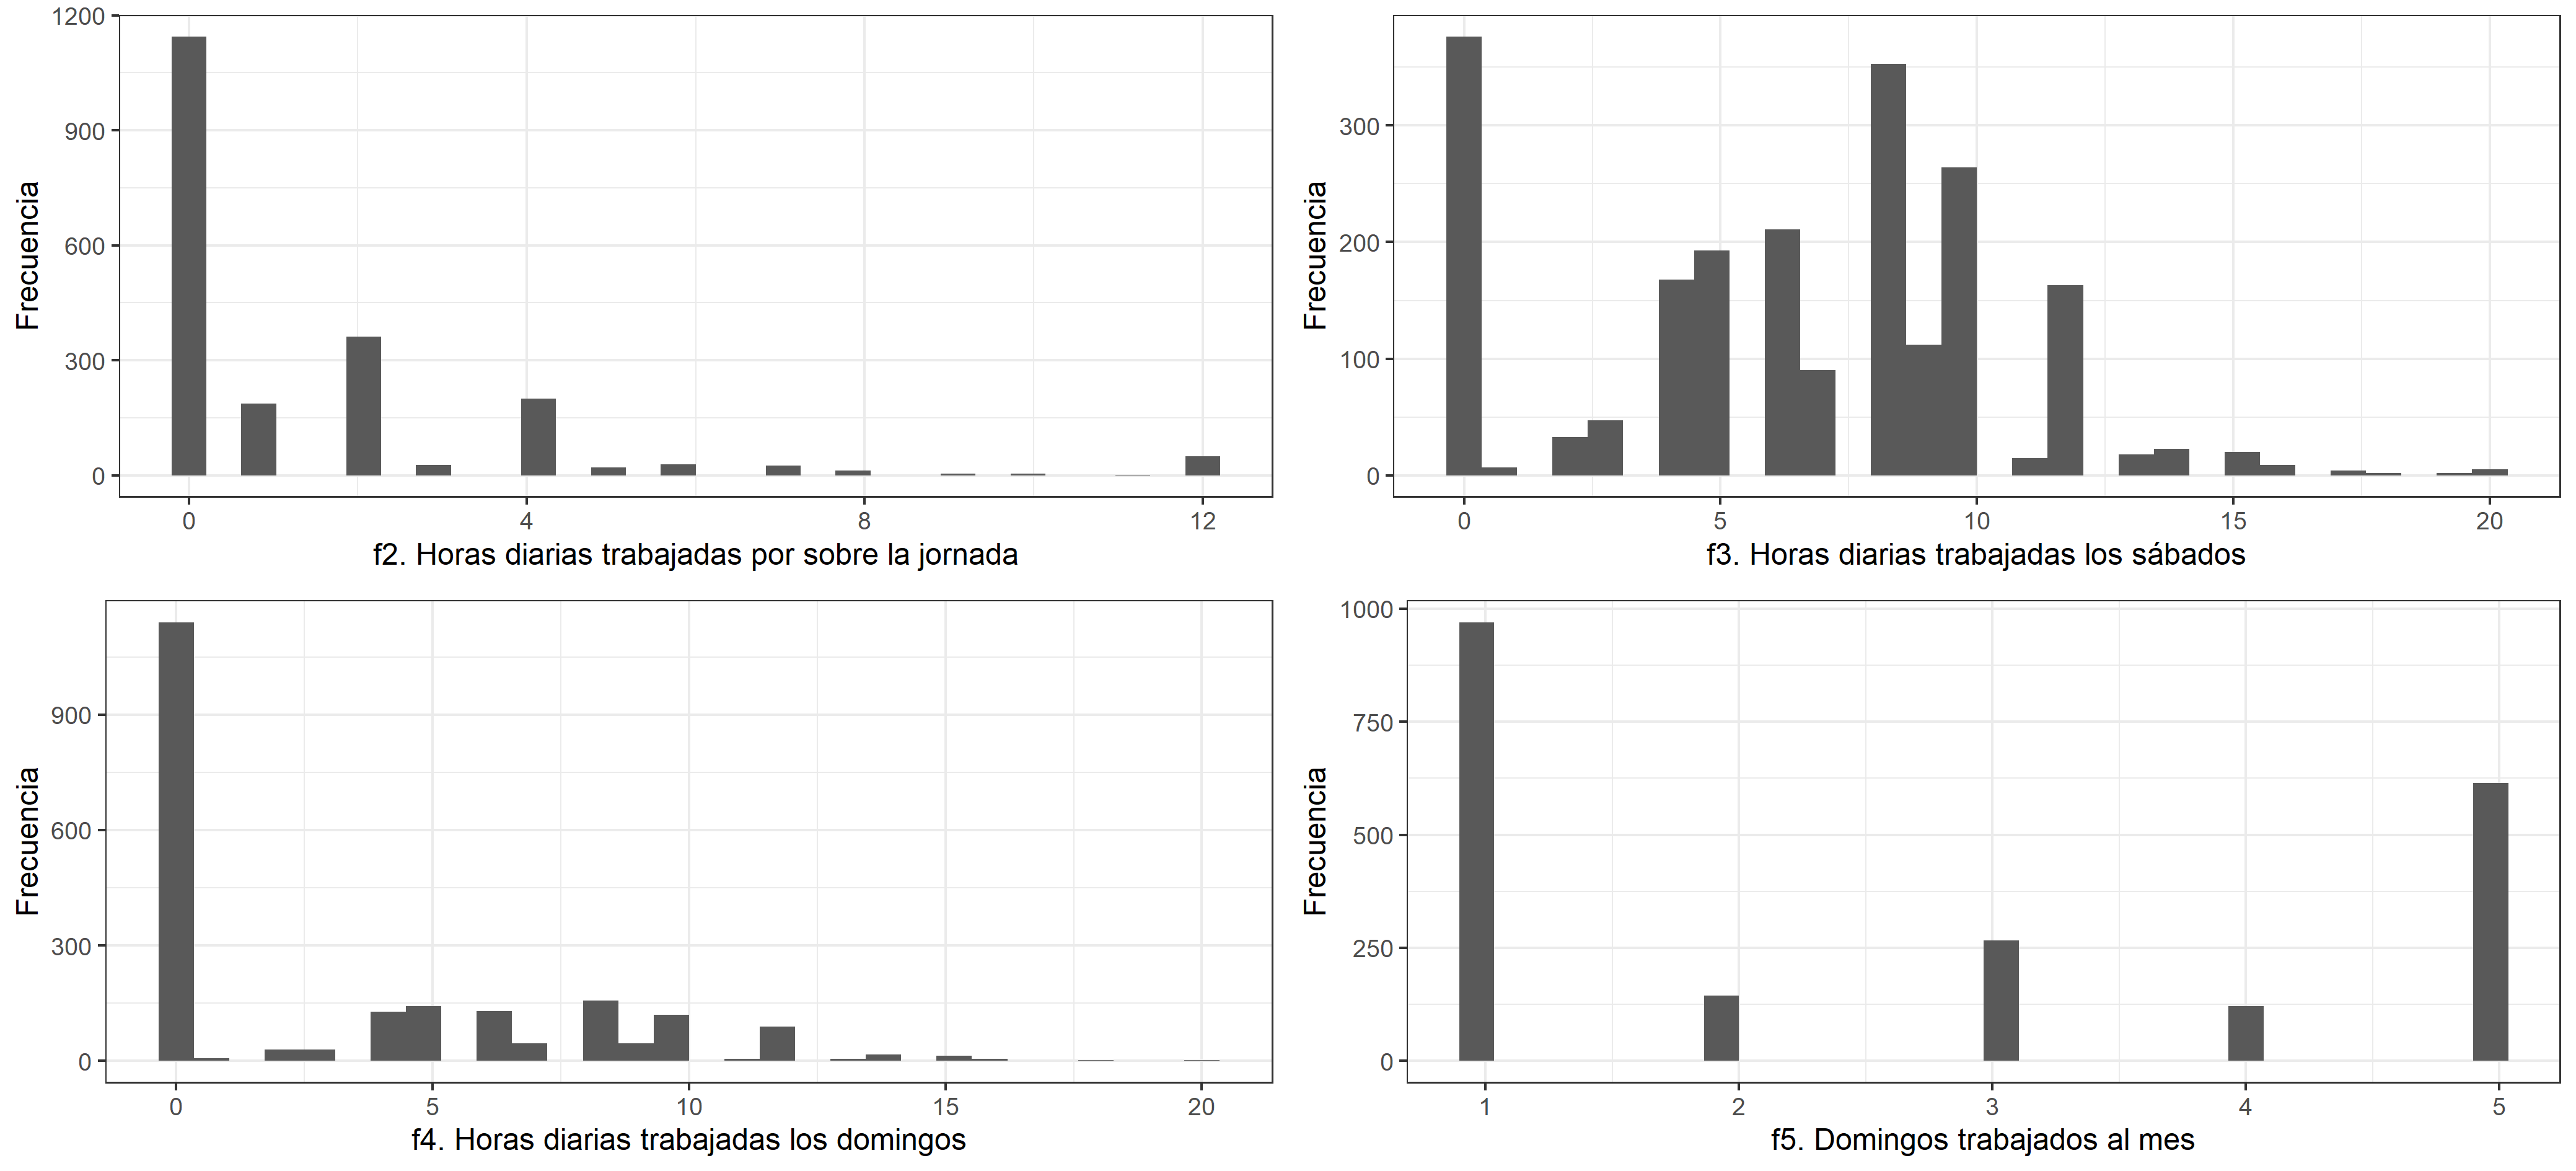 1200
900
600
300
0
Frecuencia
0 4 8 12
f2. Horas diarias trabajadas por sobre la jornada
300
200
100
0
Frecuencia
0 5 10 15 20
f3. Horas diarias trabajadas los sábados
900
600
300
0
Frecuencia
0 5 10 15 20
f4. Horas diarias trabajadas los domingos
1000
750
500
250
0
Frecuencia
1 2 3 4 5
f5. Domingos trabajados al mes